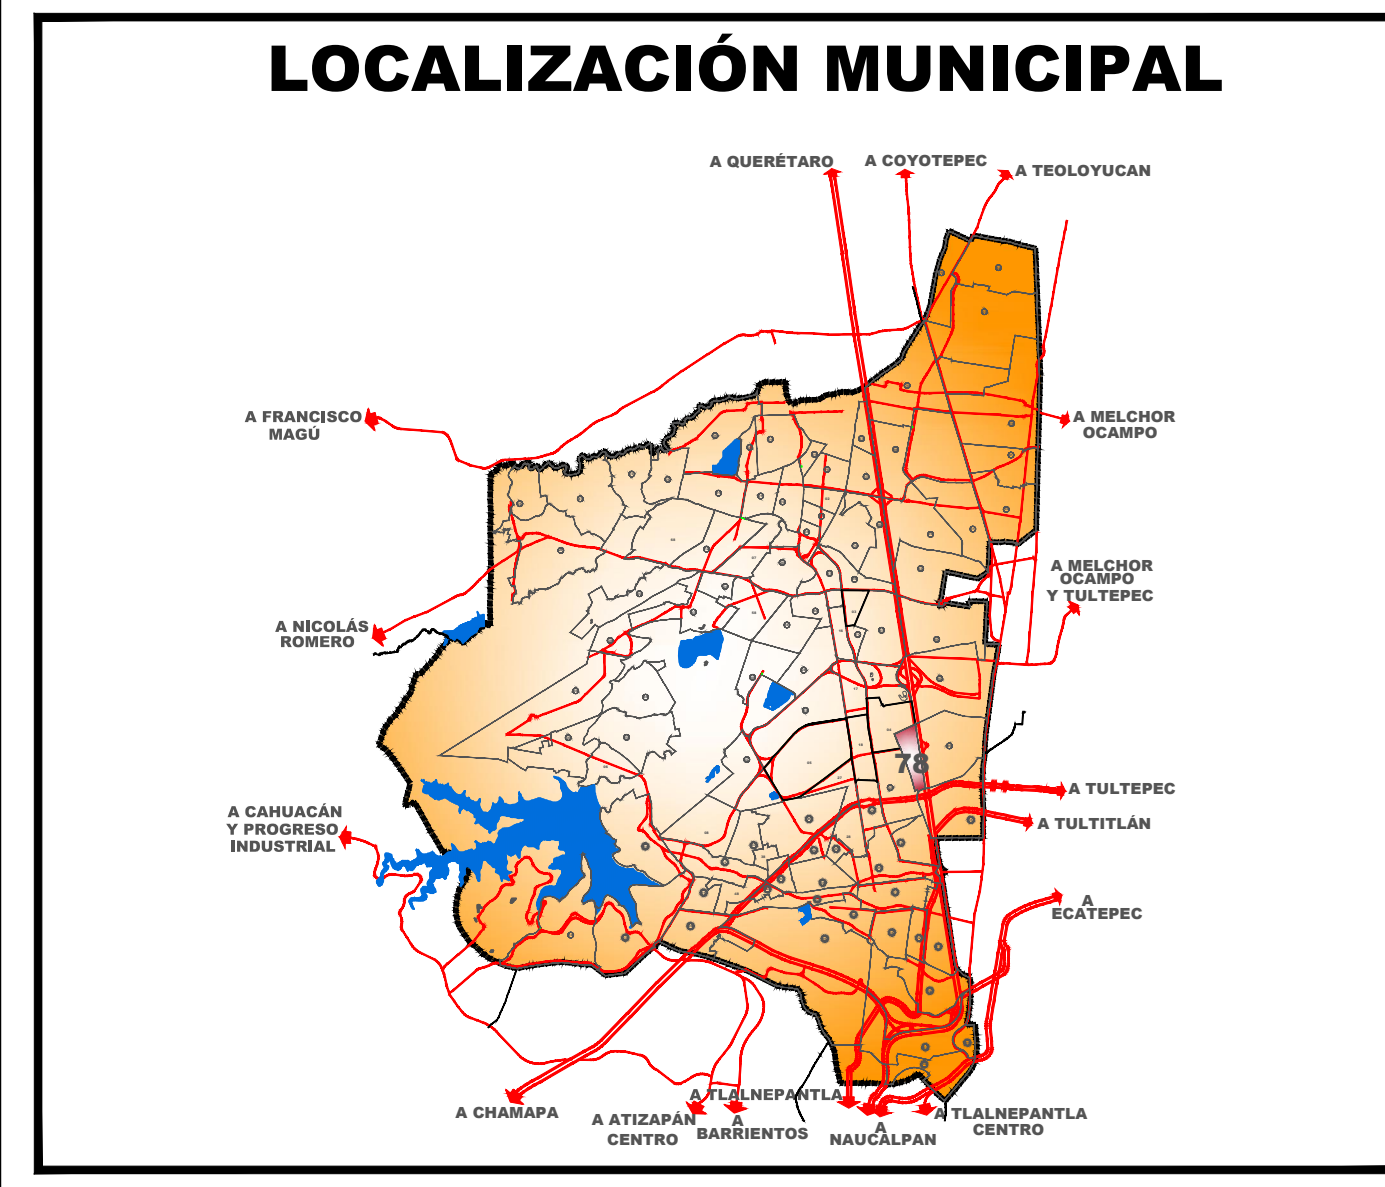 LOCALIZACIÓN MUNICIPAL
A QUERÉTARO
A COYOTEPEC
A TEOLOYUCAN
A FRANCISCO
MAGÚ
A MELCHOR
OCAMPO
A MELCHOR
OCAMPO
Y TULTEPEC
A NICOLÁS
ROMERO
78
A TULTEPEC
A CAHUACÁN
Y PROGRESO
INDUSTRIAL
A TULTITLÁN
A
ECATEPEC
A CHAMAPA
A ATIZAPÁN
CENTRO
A TLALNEPANTLA
A
BARRIENTOS
A
NAUCALPAN
A TLALNEPANTLA
CENTRO